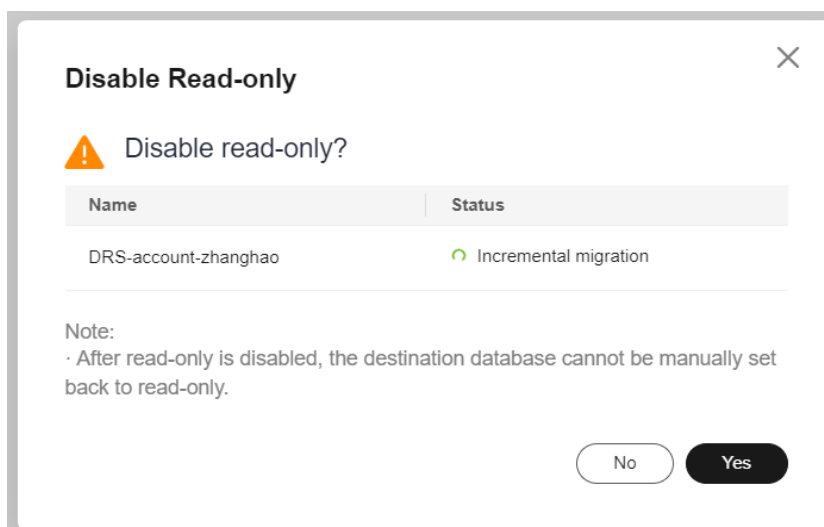 Disable Read-only
Disable read-only?
Name Status
DRS-account-zhanghao Incremental migration
Note:
· After read-only is disabled, the destination database cannot be manually set
back to read-only.
No Yes